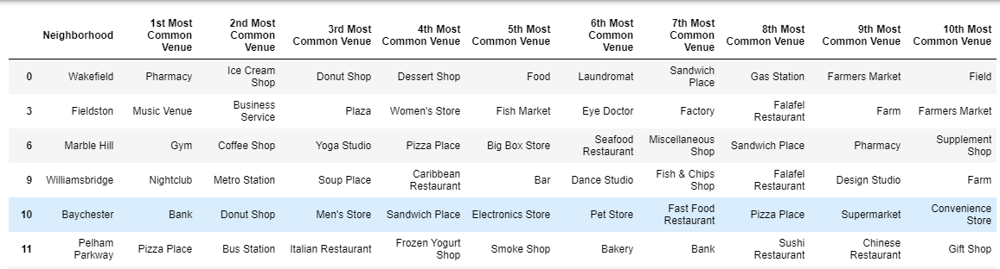 Neighborhood 1st Most Common Venue 2nd Most Common Venue 3rd Most Common Venue 4th Most Common Venue 5th Most Common Venue 6th Most Common Venue 7th Most Common Venue 8th Most Common Venue 9th Most Common Venue 10th Most Common Venue
0 Wakefield Pharmacy Ice Cream Shop Donut Shop Dessert Shop Food Laundromat Sandwich Place Gas Station Farmers Market Field
3 Fieldston Music Venue Business Service Plaza Women's Store Fish Market Eye Doctor Factory Falafel Restaurant Farm Farmers Market
6 Marble Hill Gym Coffee Shop Yoga Studio Pizza Place Big Box Store Seafood Restaurant Miscellaneous Shop Sandwich Place Pharmacy Supplement Shop
9 Williamsbridge Nightclub Metro Station Soup Place Caribbean Restaurant Bar Dance Studio Fish & Chips Shop Falafel Restaurant Design Studio Farm
10 Baychester Bank Donut Shop Men's Store Sandwich Place Electronics Store Pet Store Fast Food Restaurant Pizza Place Supermarket Convenience Store
11 Pelham Parkway Pizza Place Bus Station Italian Restaurant Frozen Yogurt Shop Smoke Shop Bakery Bank Sushi Restaurant Chinese Restaurant Gift Shop